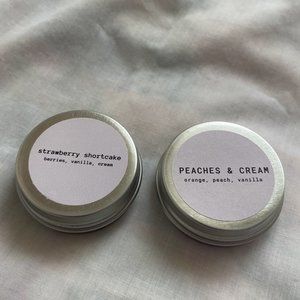 strawberry shortcake
berries, vanilla, cream
PEACHES & CREAM
orange, peach, vanilla